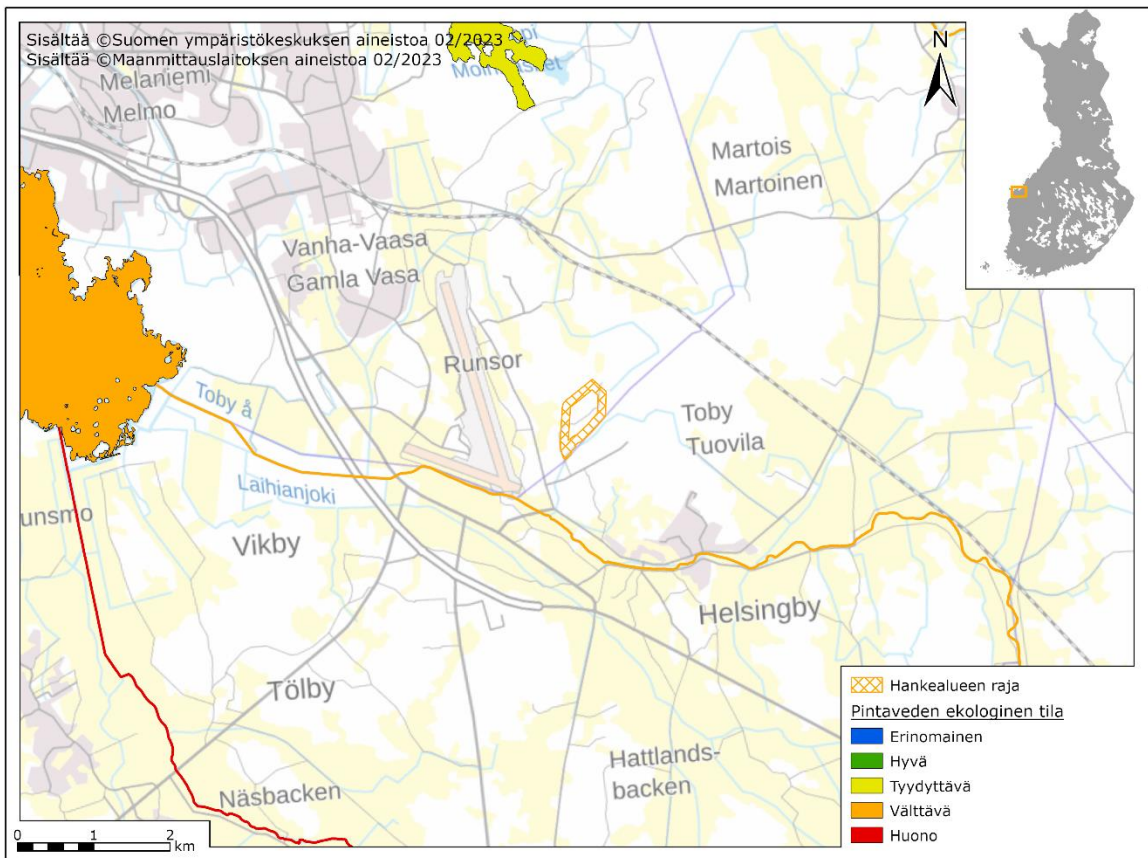 Sisältää ©Suomen ympäristökeskuksen aineistoa 02/2023
Sisältää ©Maanmittauslaitoksen aineistoa 02/2023
N
Melaniemi
Melmo
Martois
Martoinen
Vanha-Vaasa
Gamla Vasa
Runsor
Toby å
Toby
Tuovila
Laihianjoki
unsmo
Vikby
Helsingby
Tölby
Hattlands-
backen
Näsbacken
Hankealueen raja
Pintaveden ekologinen tila
Erinomainen
Hyvä
Tyydyttävä
Välttävä
Huono
0 1 2
km